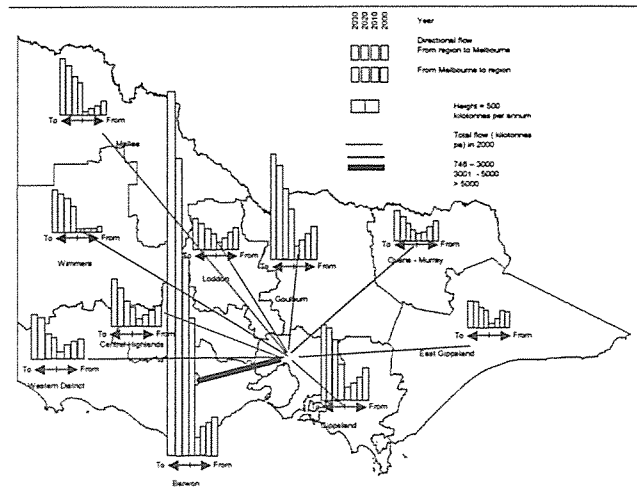 2030
2020
2010
2000
Year
Directional flow
From region to Melbourne
From Melbourne to region
Height = 500
kilotonnes per annum
Total flow ( kilotonnes
pa) in 2000
748 – 3000
3001 - 5000
> 5000
To From
Mallee
To From
Wimmera
To From
Loddon
To From
Goulburn
To From
Ovens - Murray
To From
Central Highlands
To From
Western District
To From
East Gippsland
To From
Gippsland
To From
Barwon